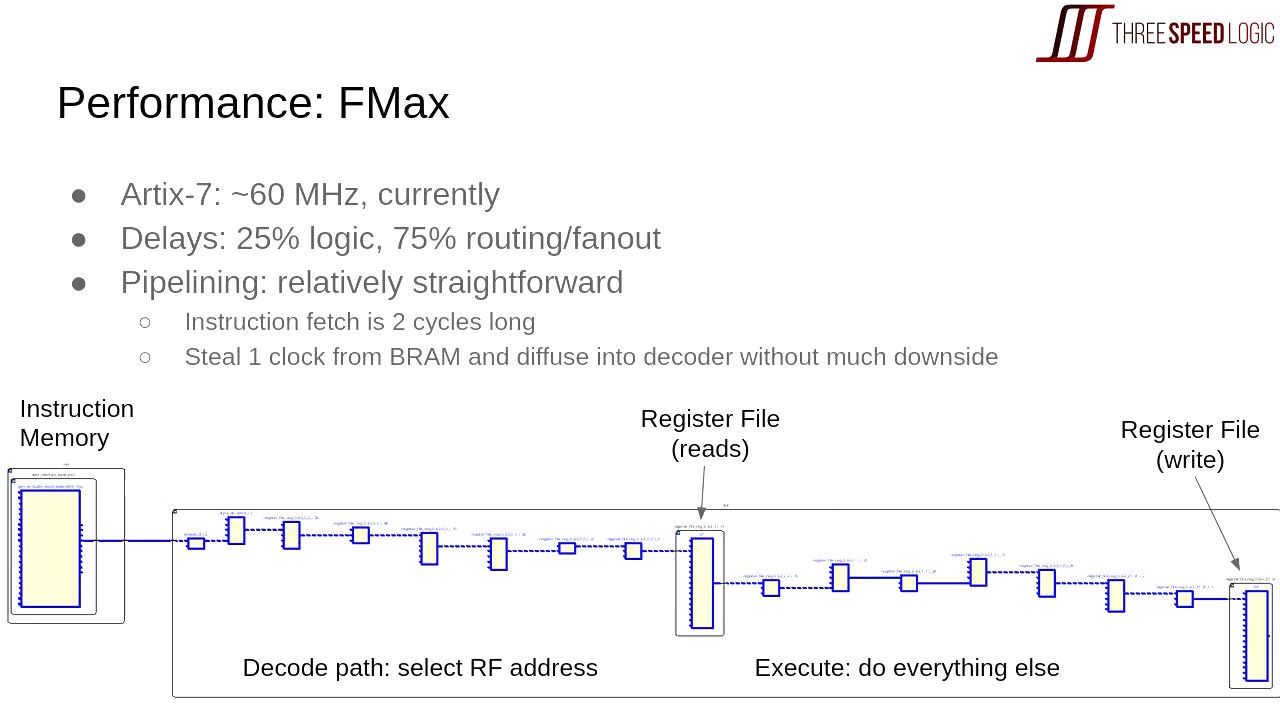 THREE SPEED LOGIC
Performance: FMax
● Artix-7: ~60 MHz, currently
● Delays: 25% logic, 75% routing/fanout
● Pipelining: relatively straightforward
○ Instruction fetch is 2 cycles long
○ Steal 1 clock from BRAM and diffuse into decoder without much downside
Instruction
Memory
Register File
(reads)
Register File
(write)
Decode path: select RF address
Execute: do everything else